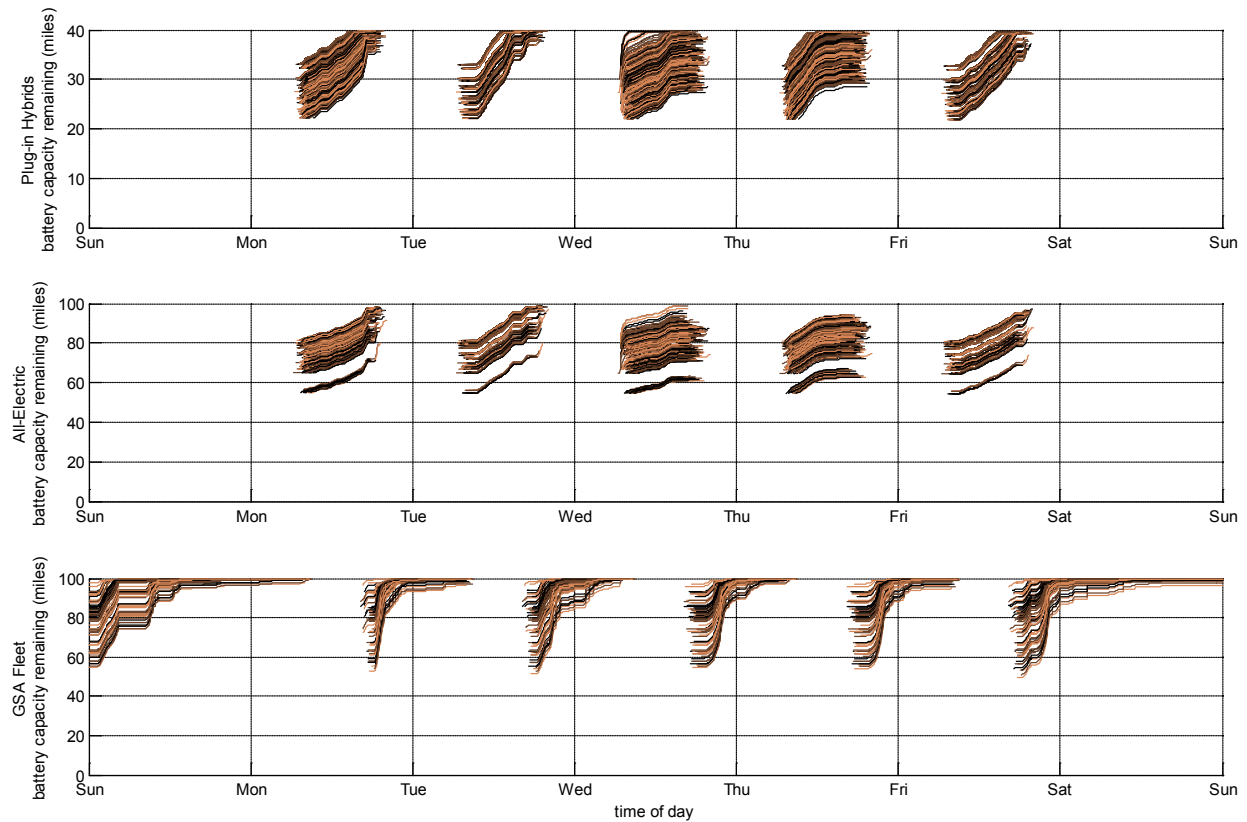 Plug-in Hybrids
battery capacity remaining (miles)
40
30
20
10
0
Sun Mon Tue Wed Thu Fri Sat Sun
All-Electric
battery capacity remaining (miles)
100
80
60
40
20
0
Sun Mon Tue Wed Thu Fri Sat Sun
GSA Fleet
battery capacity remaining (miles)
100
80
60
40
20
0
Sun Mon Tue Wed Thu Fri Sat Sun
time of day